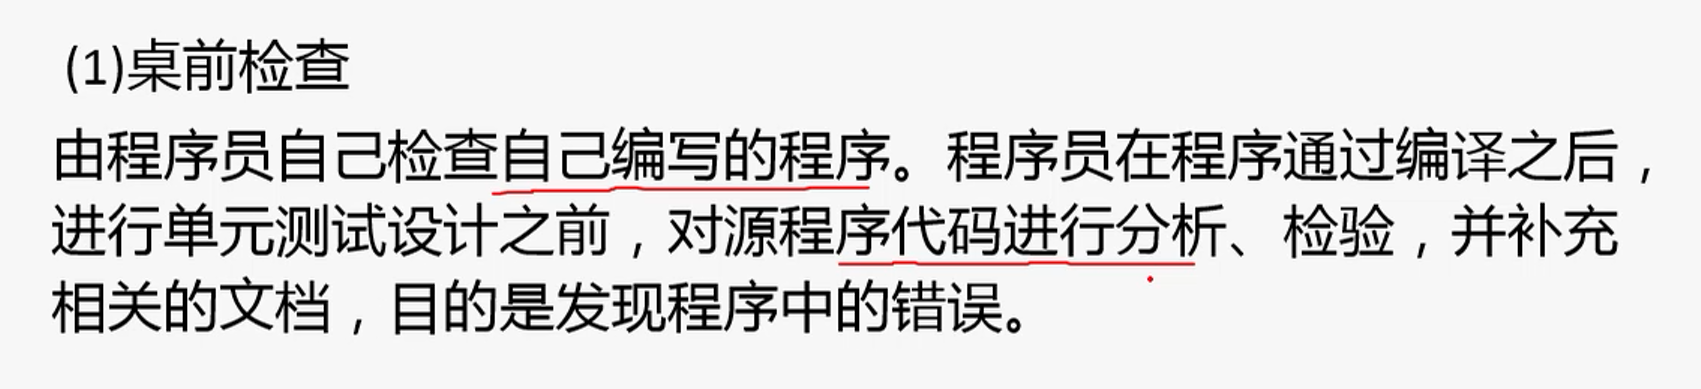 (1)桌前检查
由程序员自己检查自己编写的程序。程序员在程序通过编译之后，
进行单元测试设计之前，对源程序代码进行分析、检验，并补充
相关的文档，目的是发现程序中的错误。